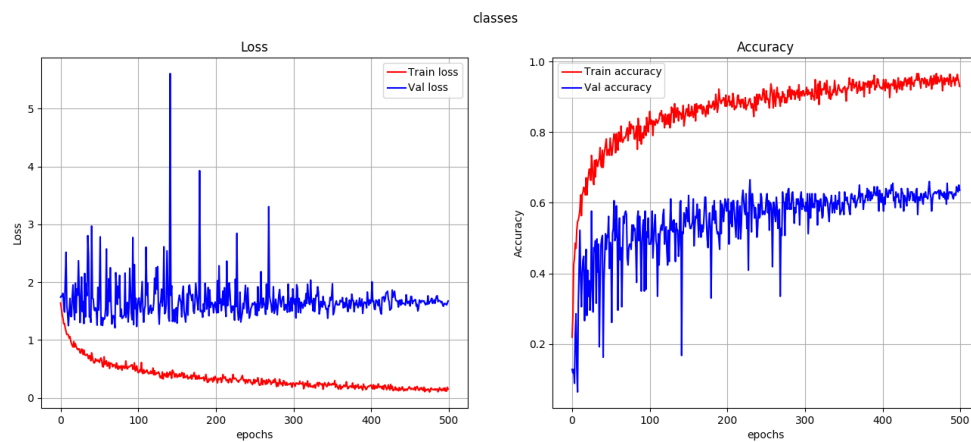 classes
Loss
Train loss
Val loss
5
4
3
2
1
0
Loss
0
100
200
300
400
500
epochs
Accuracy
Train accuracy
Val accuracy
1.0
0.8
0.6
0.4
0.2
Accuracy
0
100
200
300
400
500
epochs